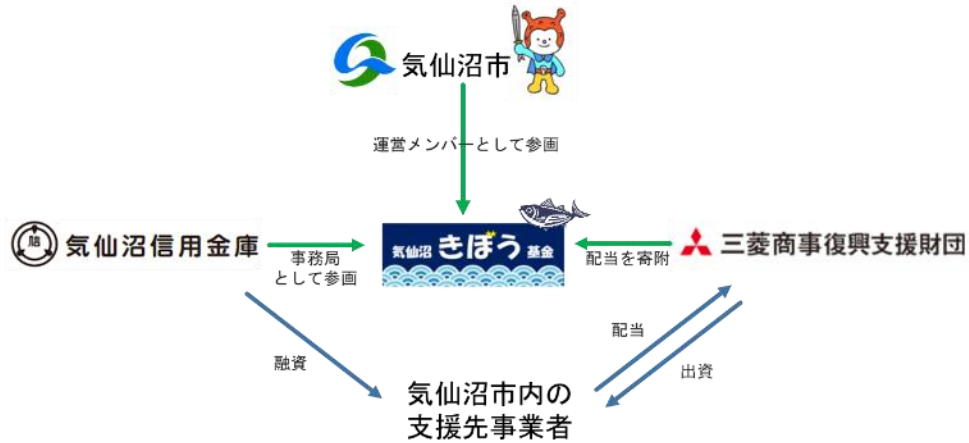 気仙沼市
運営メンバーとして参画
気仙沼信用金庫
事務局
として参画
気仙沼 きぼう 基金
配当を寄附
三菱商事復興支援財団
融資
配当
出資
気仙沼市内の
支援先事業者